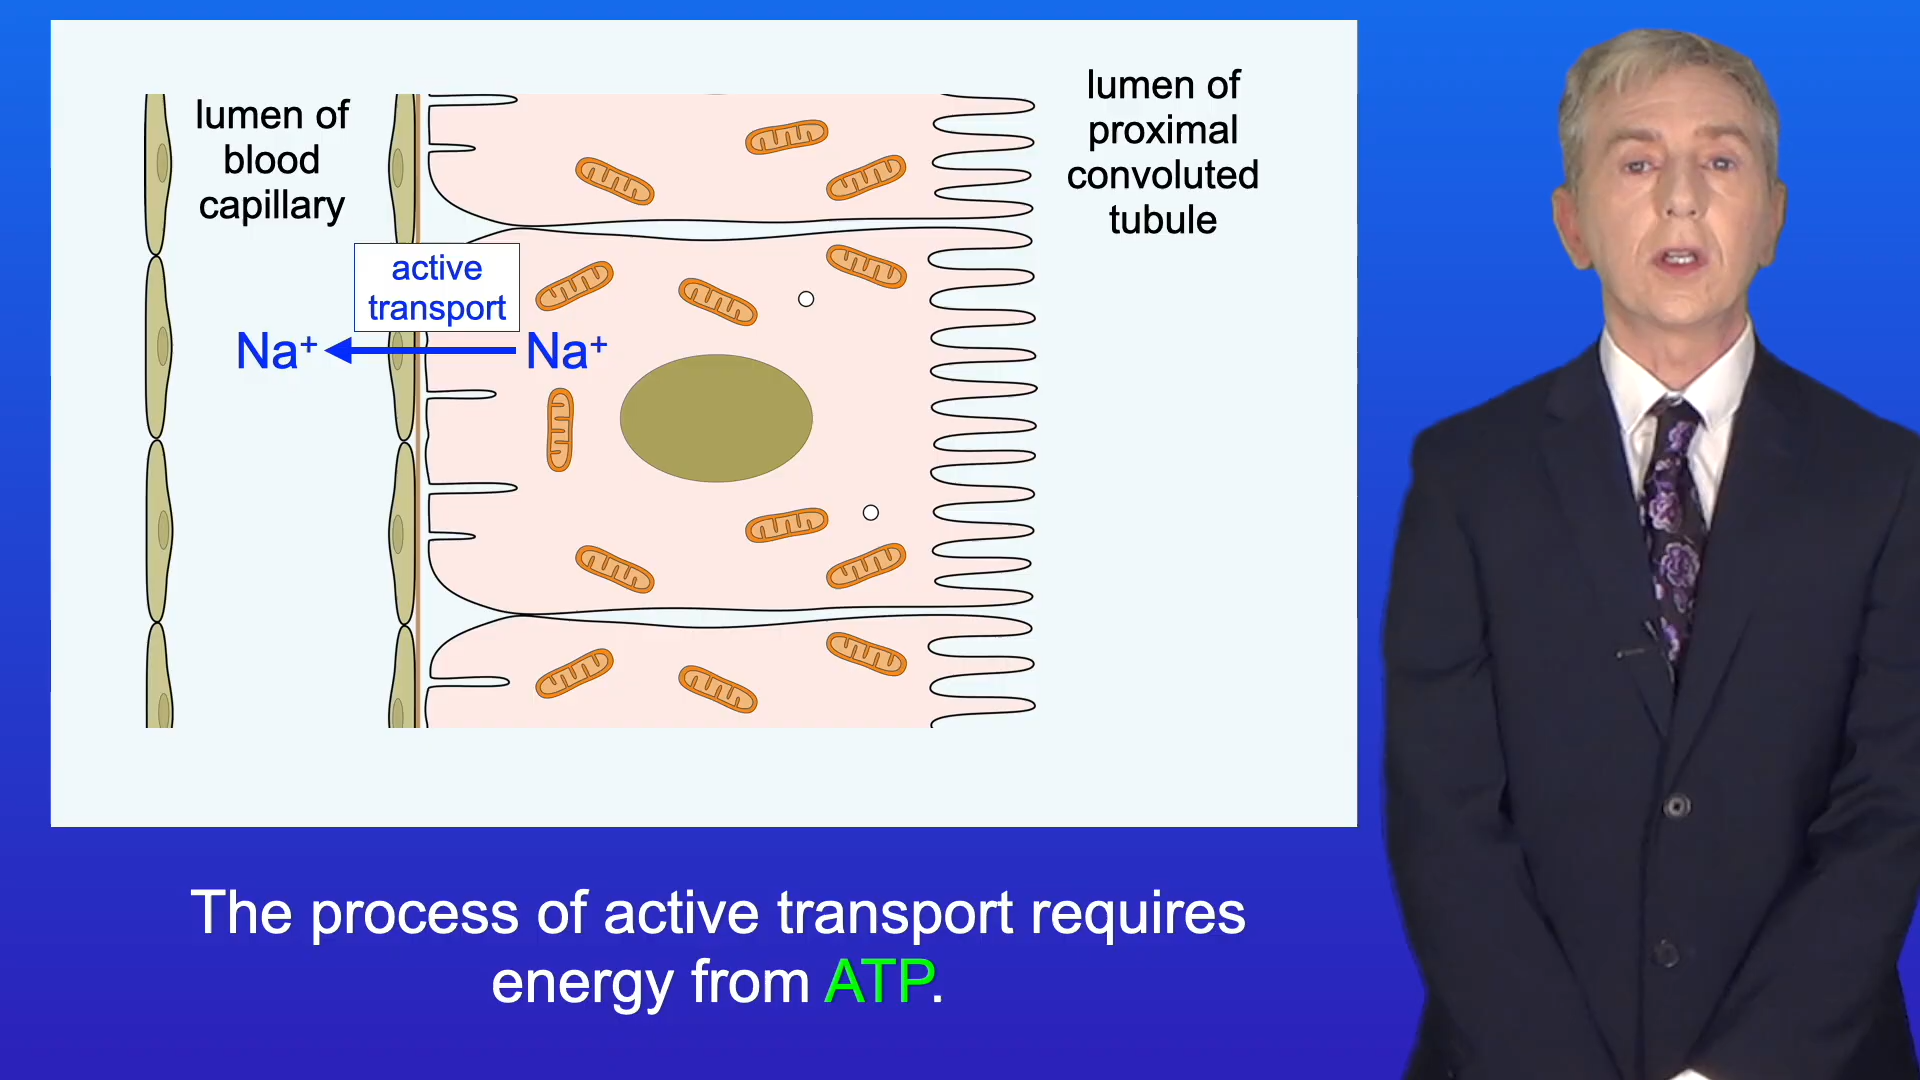 lumen of
blood
capillary
lumen of
proximal
convoluted
tubule
active
transport
Na⁺
Na⁺
The process of active transport requires
energy from ATP.